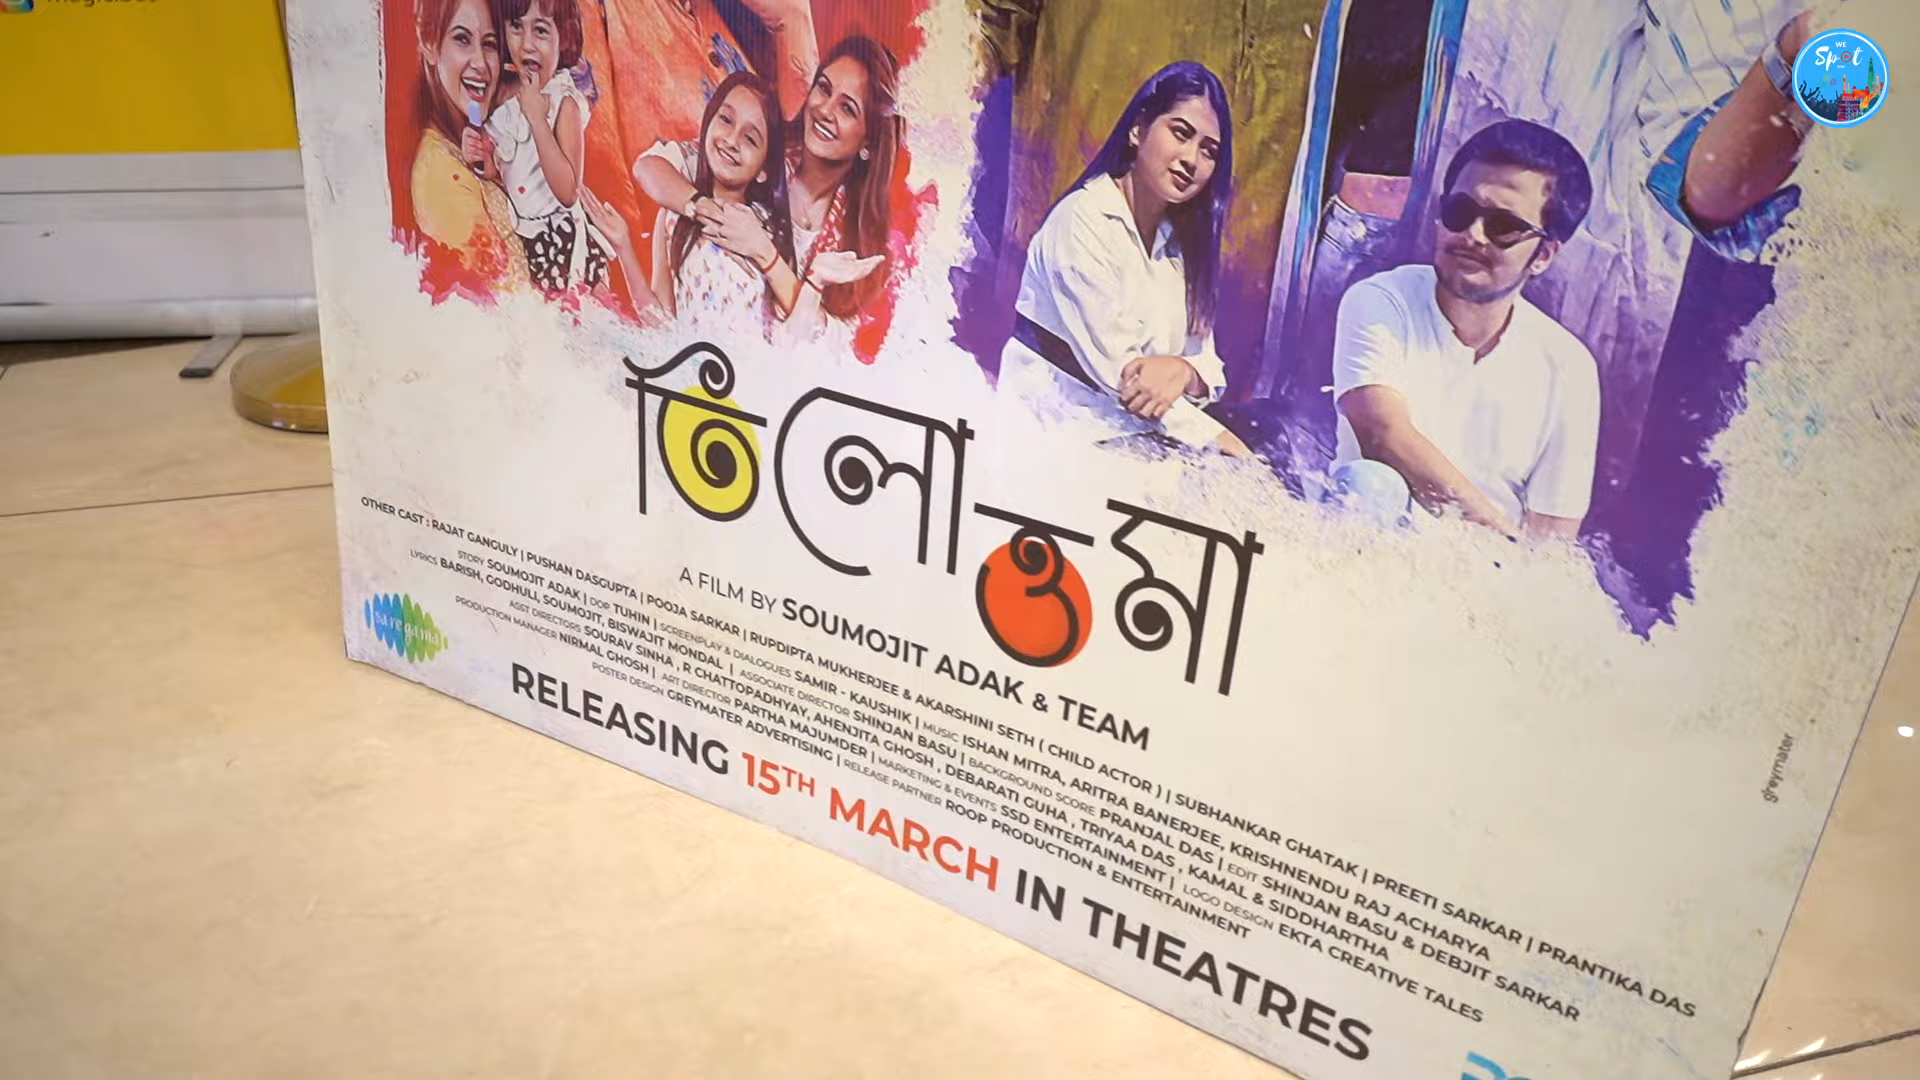 WE
Spot
তিলোত্তমা
A FILM BY SOUMOJIT ADAK & TEAM
OTHER CAST : RAJAT GANGULY | PUSHAN DASGUPTA | POOJA SARKAR | RUPDIPTA MUKHERJEE & AKARSHINI SETH ( CHILD ACTOR ) | SUBHANKAR GHATAK | PREETI SARKAR | PRANTIKA DAS
STORY SOUMOJIT ADAK | DOP TUHIN | SCREENPLAY & DIALOGUES SAMIR - KAUSHIK | MUSIC ISHAN MITRA, ARITRA BANERJEE, KRISHNENDU RAJ ACHARYA
LYRICS BARISH, GODHULI, SOUMOJIT, BISWAJIT MONDAL | ASSOCIATE DIRECTOR SHINJAN BASU | BACKGROUND SCORE PRANJAL DAS | EDIT SHINJAN BASU & DEBJIT SARKAR
ASST DIRECTORS SOURAV SINHA , R CHATTOPADHYAY, AHENJITA GHOSH , DEBARATI GUHA , TRIYAA DAS , KAMAL & SIDDHARTHA
PRODUCTION MANAGER NIRMAL GHOSH | ART DIRECTOR PARTHA MAJUMDER | MARKETING & EVENTS SSD ENTERTAINMENT | LOGO DESIGN EKTA CREATIVE TALES
POSTER DESIGN GREYMATER ADVERTISING | RELEASE PARTNER ROOP PRODUCTION & ENTERTAINMENT
saregama
RELEASING 15TH MARCH IN THEATRES
greymater